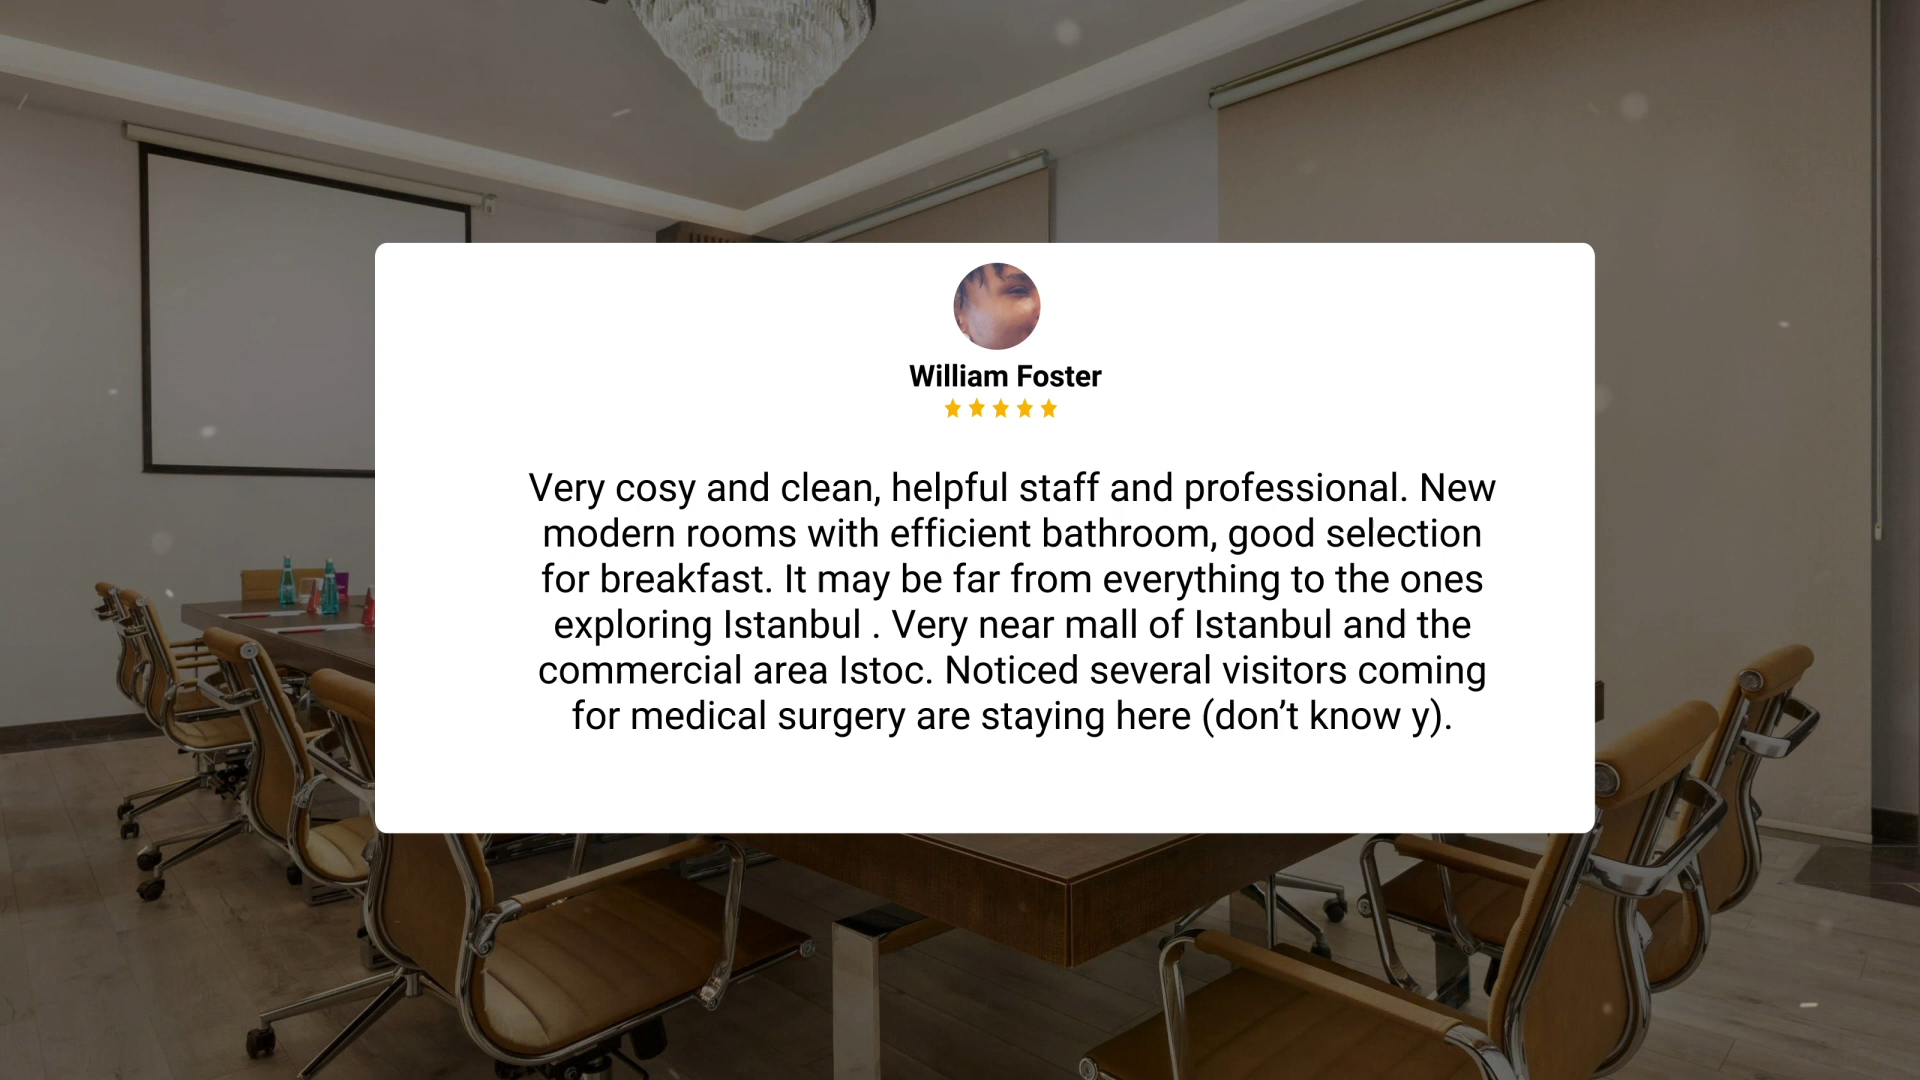 William Foster
Very cosy and clean, helpful staff and professional. New
modern rooms with efficient bathroom, good selection
for breakfast. It may be far from everything to the ones
exploring Istanbul . Very near mall of Istanbul and the
commercial area Istoc. Noticed several visitors coming
for medical surgery are staying here (don’t know y).